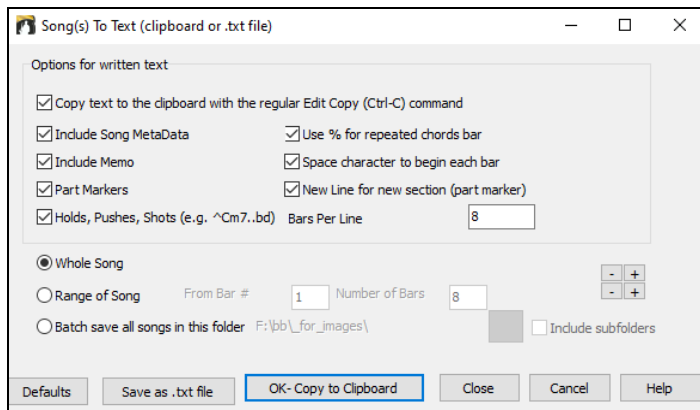 Song(s) To Text (clipboard or .txt file)
Options for written text
Copy text to the clipboard with the regular Edit Copy (Ctrl-C) command
Include Song MetaData
Use % for repeated chords bar
Include Memo
Space character to begin each bar
Part Markers
New Line for new section (part marker)
Holds, Pushes, Shots (e.g. ^Cm7..bd)
Bars Per Line 8
Whole Song
- +
Range of Song From Bar # 1 Number of Bars 8
- +
Batch save all songs in this folder F:\bb\_for_images\ Include subfolders
Defaults Save as .txt file OK- Copy to Clipboard Close Cancel Help